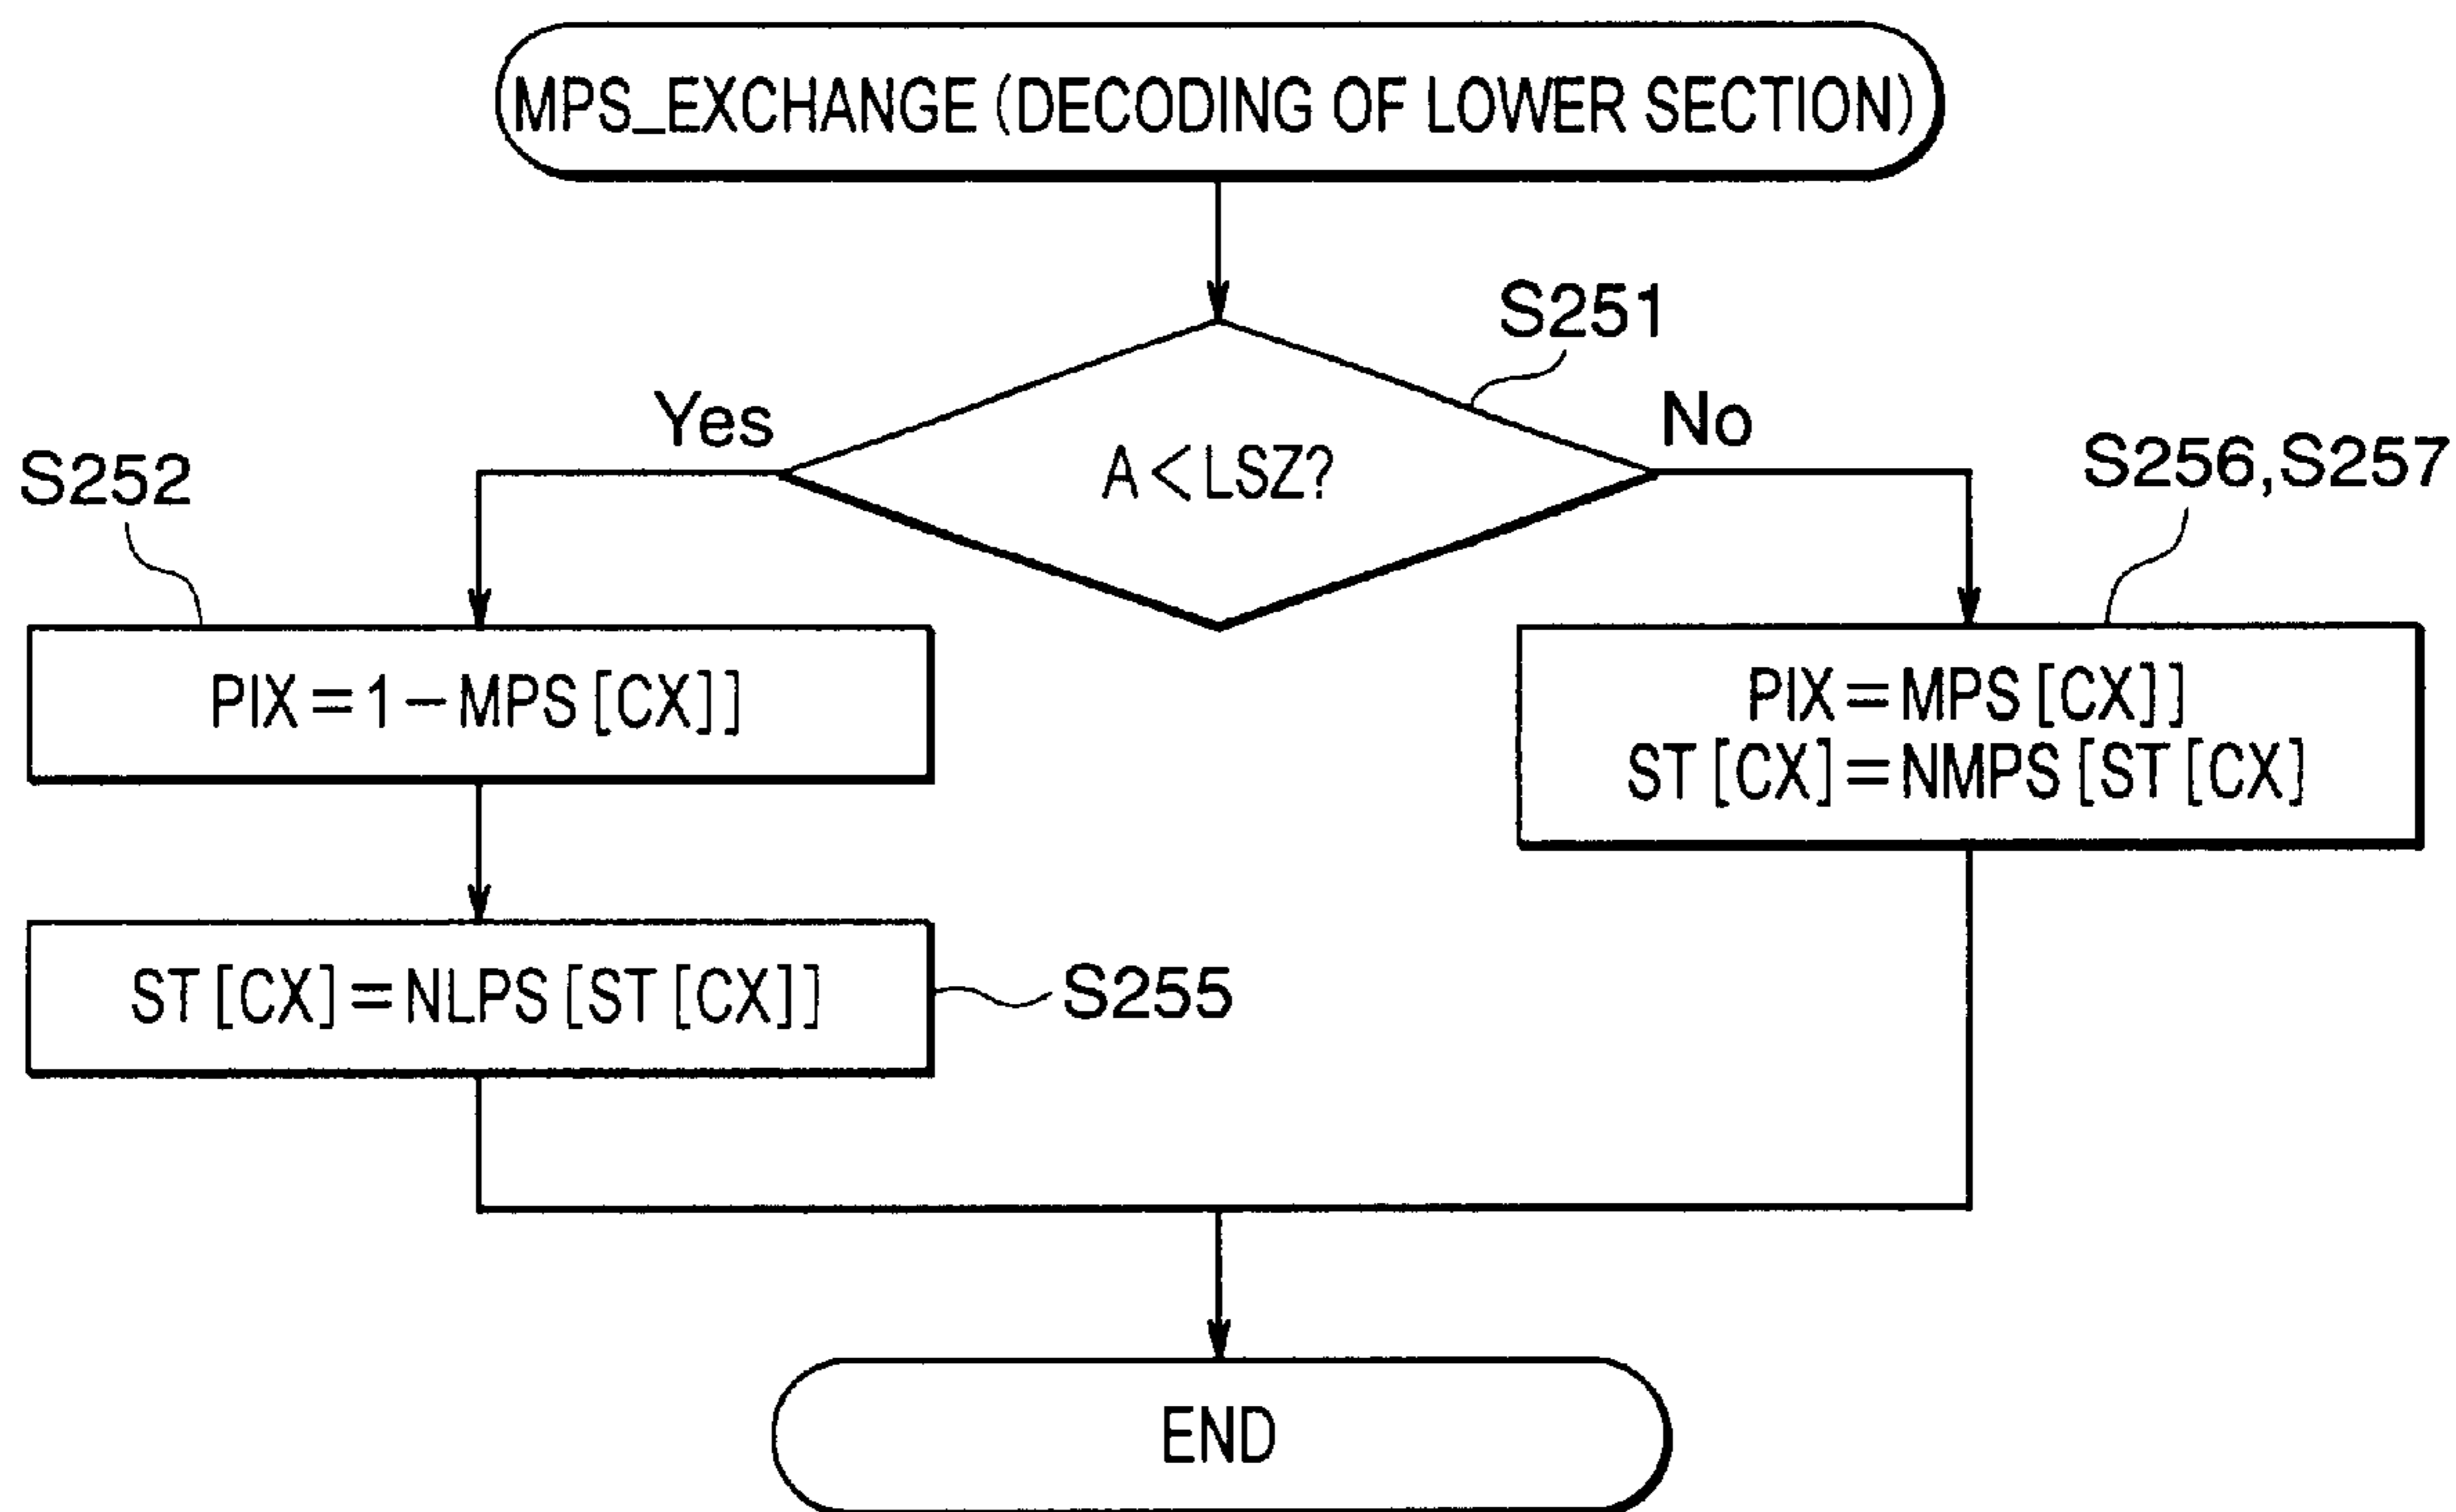 MPS_EXCHANGE (DECODING OF LOWER SECTION)
S251
Yes
No
A<LSZ?
S252
S256,S257
PIX=1-MPS[CX]]
PIX=MPS[CX]]
ST[CX]=NMPS[ST[CX]
ST[CX]=NLPS[ST[CX]]
S255
END